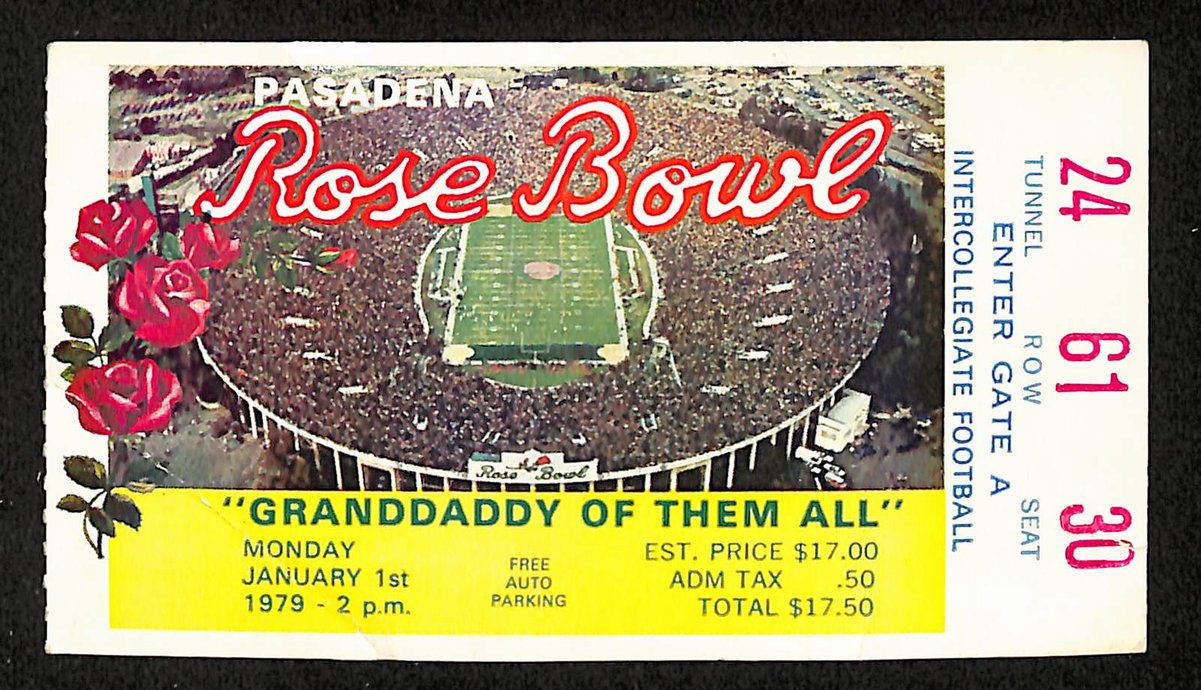 PASADENA
Rose Bowl
Rose Bowl
"GRANDDADDY OF THEM ALL"
MONDAY
JANUARY 1st
1979 - 2 p.m.
FREE
AUTO
PARKING
EST. PRICE $17.00
ADM TAX .50
TOTAL $17.50
24 61 30
TUNNEL ROW SEAT
ENTER GATE A
INTERCOLLEGIATE FOOTBALL